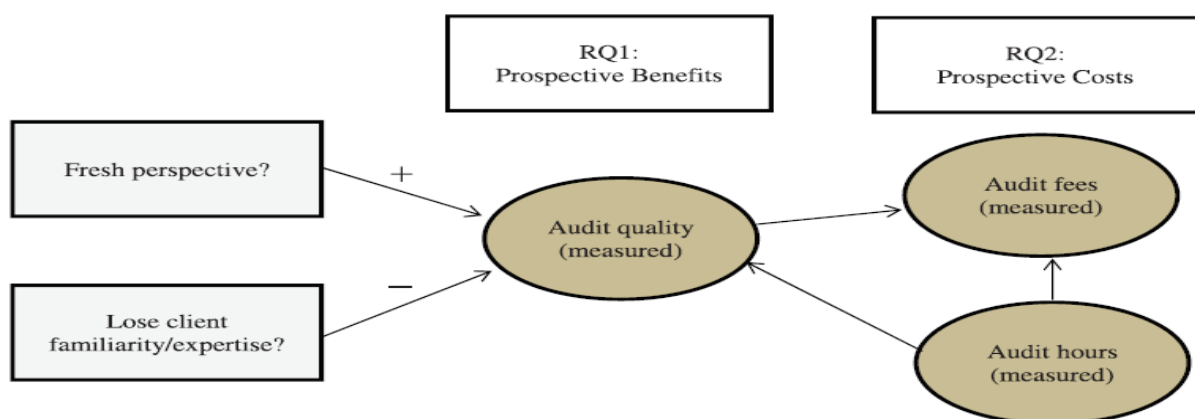 RQ1:
Prospective Benefits
RQ2:
Prospective Costs
Fresh perspective?
+
Audit quality
(measured)
Audit fees
(measured)
−
Lose client
familiarity/expertise?
Audit hours
(measured)